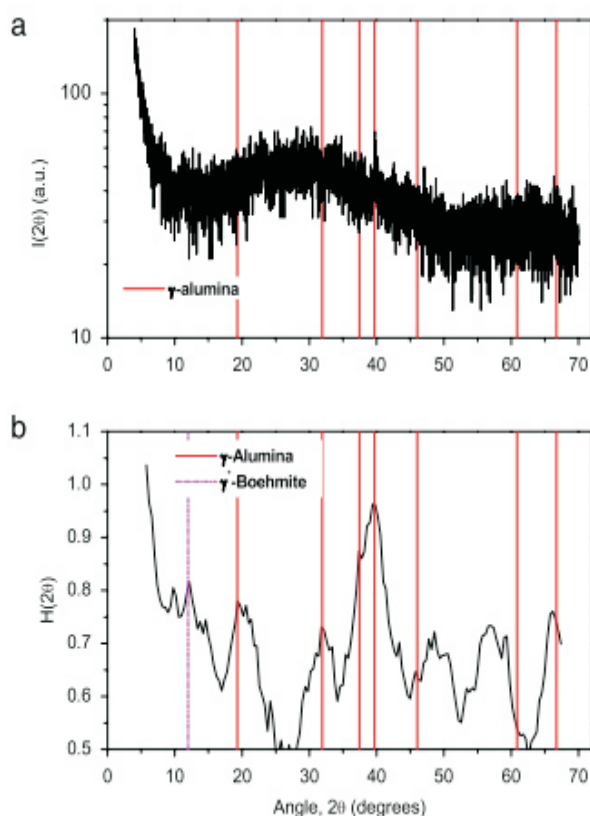 a
100
10
I(2θ) (a.u.)
γ-alumina
0 10 20 30 40 50 60 70
b
1.1
1.0
0.9
0.8
0.7
0.6
0.5
H(2θ)
γ-Alumina
γ'-Boehmite
0 10 20 30 40 50 60 70
Angle, 2θ (degrees)